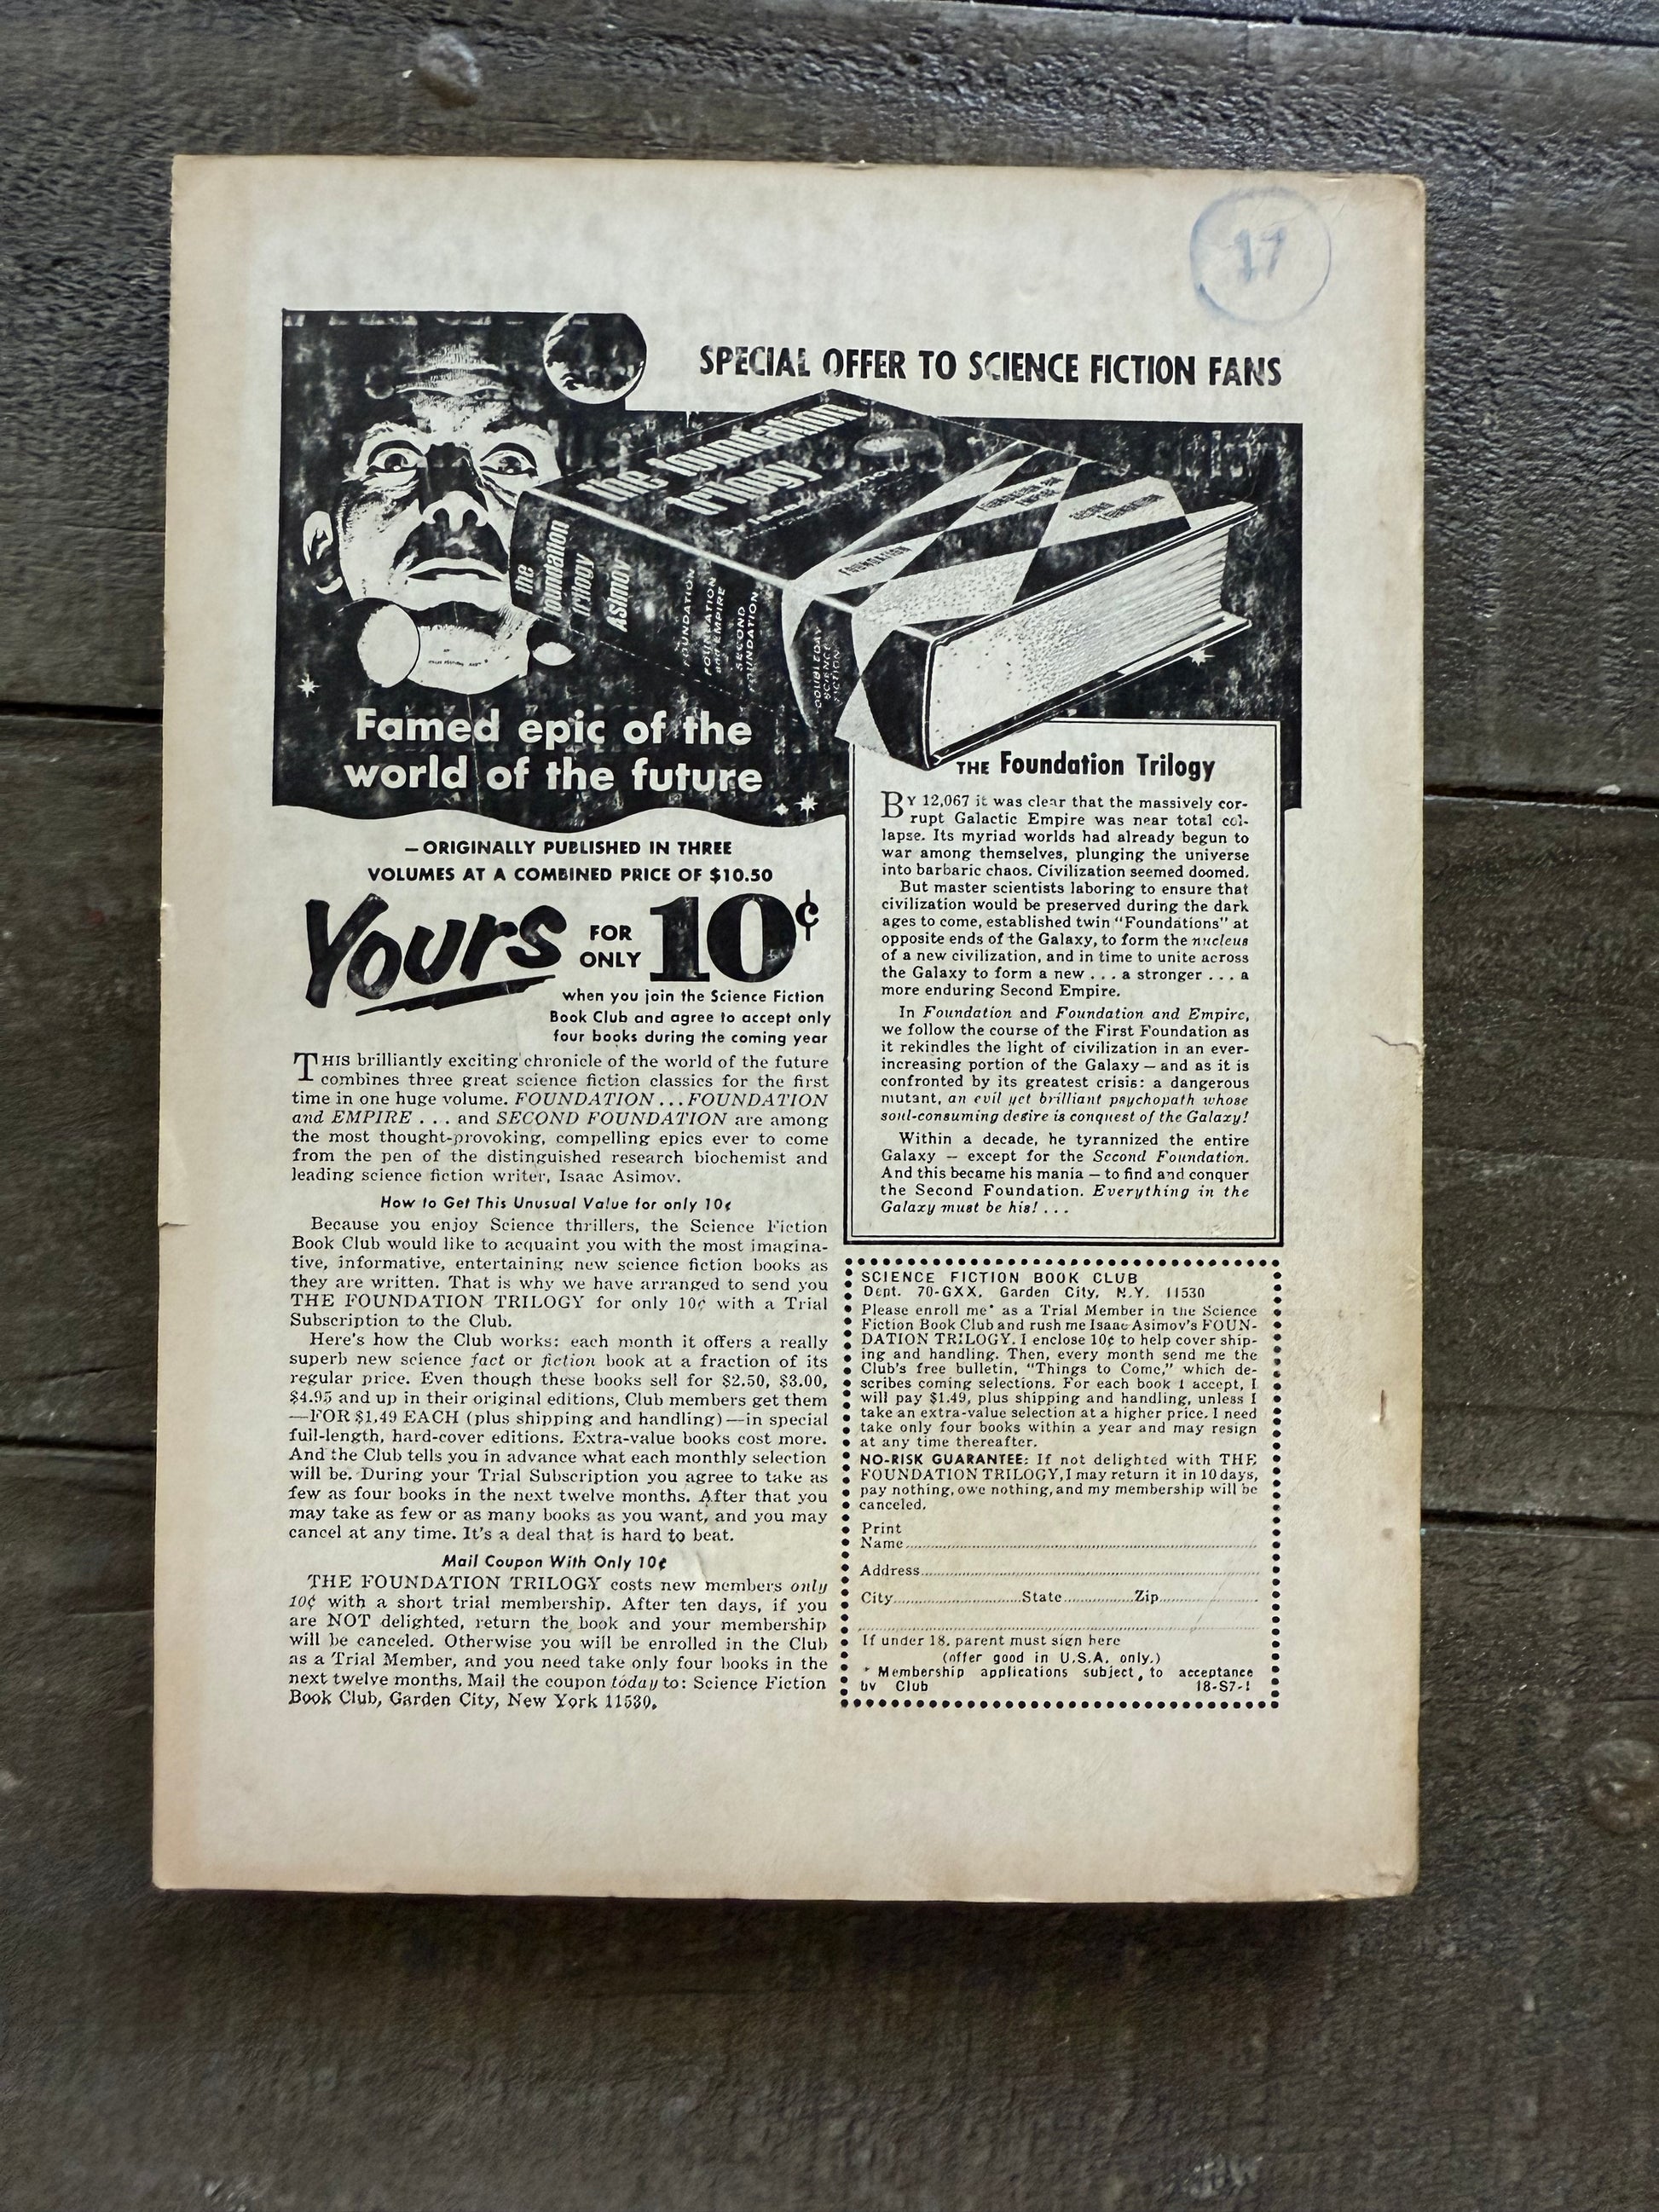 17
SPECIAL OFFER TO SCIENCE FICTION FANS
the foundation
trilogy
BY ISAAC ASIMOV
the
foundation
trilogy
Asimov
FOUNDATION
FOUNDATION
and EMPIRE
SECOND
FOUNDATION
DOUBLEDAY
SCIENCE
FICTION
FOUNDATION
FOUNDATION AND
EMPIRE
SECOND
FOUNDATION
Famed epic of the
world of the future
—ORIGINALLY PUBLISHED IN THREE
VOLUMES AT A COMBINED PRICE OF $10.50
Yours FOR ONLY 10¢
when you join the Science Fiction
Book Club and agree to accept only
four books during the coming year
THIS brilliantly exciting chronicle of the world of the future
combines three great science fiction classics for the first
time in one huge volume. FOUNDATION...FOUNDATION
and EMPIRE . . . and SECOND FOUNDATION are among
the most thought-provoking, compelling epics ever to come
from the pen of the distinguished research biochemist and
leading science fiction writer, Isaac Asimov.
How to Get This Unusual Value for only 10¢
Because you enjoy Science thrillers, the Science Fiction
Book Club would like to acquaint you with the most imagina-
tive, informative, entertaining new science fiction books as
they are written. That is why we have arranged to send you
THE FOUNDATION TRILOGY for only 10¢ with a Trial
Subscription to the Club.
Here's how the Club works: each month it offers a really
superb new science fact or fiction book at a fraction of its
regular price. Even though these books sell for $2.50, $3.00,
$4.95 and up in their original editions, Club members get them
—FOR $1.49 EACH (plus shipping and handling)—in special
full-length, hard-cover editions. Extra-value books cost more.
And the Club tells you in advance what each monthly selection
will be. During your Trial Subscription you agree to take as
few as four books in the next twelve months. After that you
may take as few or as many books as you want, and you may
cancel at any time. It's a deal that is hard to beat.
Mail Coupon With Only 10¢
THE FOUNDATION TRILOGY costs new members only
10¢ with a short trial membership. After ten days, if you
are NOT delighted, return the book and your membership
will be canceled. Otherwise you will be enrolled in the Club
as a Trial Member, and you need take only four books in the
next twelve months. Mail the coupon today to: Science Fiction
Book Club, Garden City, New York 11530.
THE Foundation Trilogy
BY 12,067 it was clear that the massively cor-
rupt Galactic Empire was near total col-
lapse. Its myriad worlds had already begun to
war among themselves, plunging the universe
into barbaric chaos. Civilization seemed doomed.
But master scientists laboring to ensure that
civilization would be preserved during the dark
ages to come, established twin "Foundations" at
opposite ends of the Galaxy, to form the nucleus
of a new civilization, and in time to unite across
the Galaxy to form a new . . . a stronger . . . a
more enduring Second Empire.
In Foundation and Foundation and Empire,
we follow the course of the First Foundation as
it rekindles the light of civilization in an ever-
increasing portion of the Galaxy — and as it is
confronted by its greatest crisis: a dangerous
mutant, an evil yet brilliant psychopath whose
soul-consuming desire is conquest of the Galaxy!
Within a decade, he tyrannized the entire
Galaxy — except for the Second Foundation.
And this became his mania — to find and conquer
the Second Foundation. Everything in the
Galaxy must be his! . . .
SCIENCE FICTION BOOK CLUB
Dept. 70-GXX, Garden City, N.Y. 11530
Please enroll me* as a Trial Member in the Science
Fiction Book Club and rush me Isaac Asimov's FOUN-
DATION TRILOGY. I enclose 10¢ to help cover ship-
ing and handling. Then, every month send me the
Club's free bulletin, "Things to Come," which de-
scribes coming selections. For each book I accept, I
will pay $1.49, plus shipping and handling, unless I
take an extra-value selection at a higher price. I need
take only four books within a year and may resign
at any time thereafter.
NO-RISK GUARANTEE: If not delighted with THE
FOUNDATION TRILOGY, I may return it in 10 days,
pay nothing, owe nothing, and my membership will be
canceled.
Print
Name
Address
City State Zip
If under 18, parent must sign here
(offer good in U.S.A. only.)
* Membership applications subject to acceptance
by Club 18-S7-1